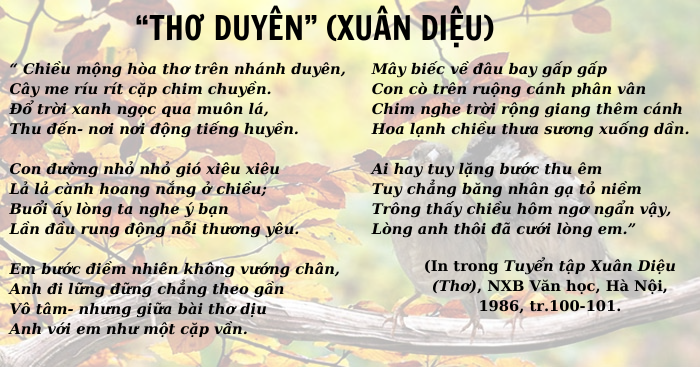 “THƠ DUYÊN” (XUÂN DIỆU)
“ Chiều mộng hòa thơ trên nhánh duyên,
Cây me ríu rít cặp chim chuyền.
Đổ trời xanh ngọc qua muôn lá,
Thu đến- nơi nơi động tiếng huyền.
Con đường nhỏ nhỏ gió xiêu xiêu
Lả lả cành hoang nắng ở chiều;
Buổi ấy lòng ta nghe ý bạn
Lần đầu rung động nỗi thương yêu.
Em bước điềm nhiên không vướng chân,
Anh đi lững đững chẳng theo gần
Vô tâm- nhưng giữa bài thơ dịu
Anh với em như một cặp vần.
Mây biếc về đâu bay gấp gấp
Con cò trên ruộng cánh phân vân
Chim nghe trời rộng giang thêm cánh
Hoa lạnh chiều thưa sương xuống dần.
Ai hay tuy lặng bước thu êm
Tuy chẳng băng nhân gạ tỏ niềm
Trông thấy chiều hôm ngơ ngẩn vậy,
Lòng anh thôi đã cưới lòng em.”
(In trong Tuyển tập Xuân Diệu
(Thơ), NXB Văn học, Hà Nội,
1986, tr.100-101.